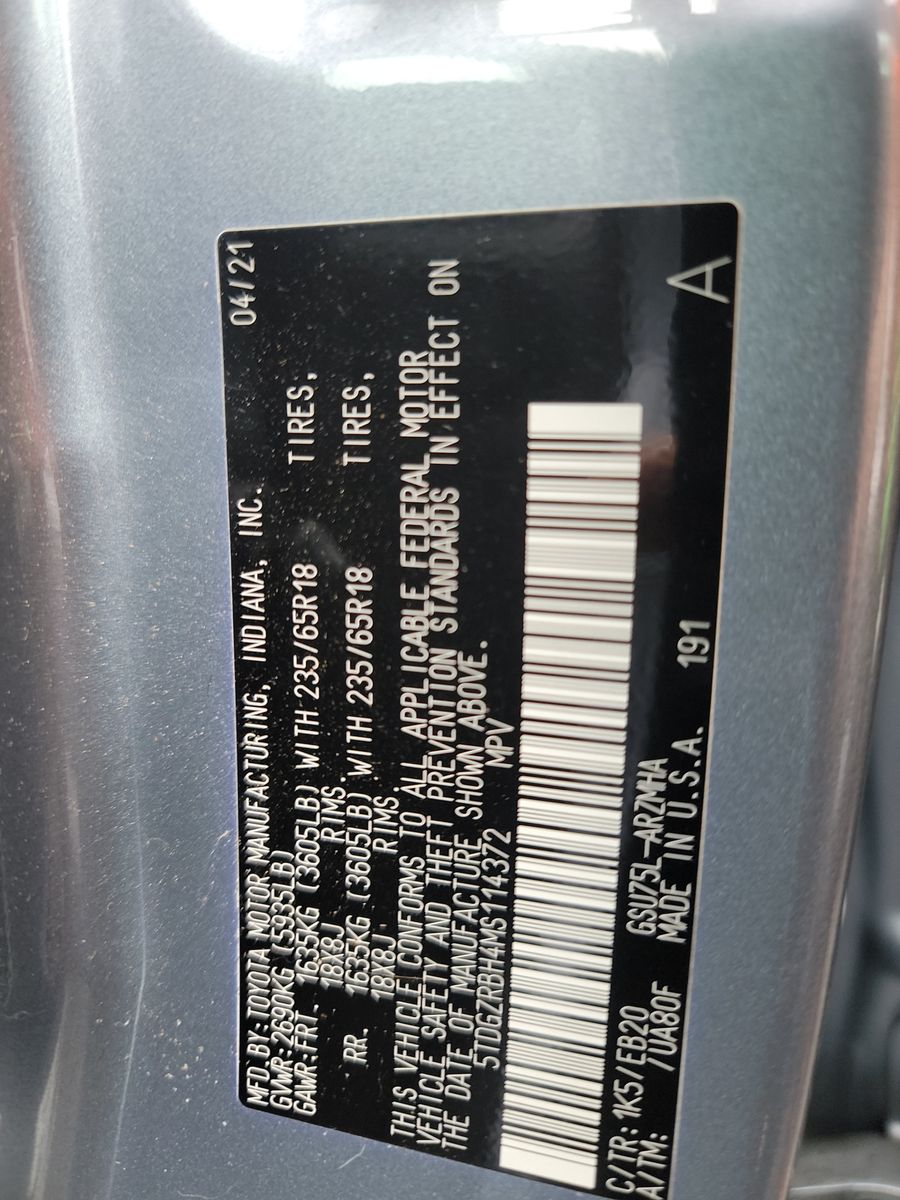 MFD.BY:TOYOTA MOTOR MANUFACTURING, INDIANA, INC. 04/21
GVWR:2690KG (5935LB)
GAWR:FRT. 1635KG (3605LB) WITH 235/65R18 TIRES,
18X8J RIMS.
RR. 1635KG (3605LB) WITH 235/65R18 TIRES,
18X8J RIMS.
THIS VEHICLE CONFORMS TO ALL APPLICABLE FEDERAL MOTOR
VEHICLE SAFETY AND THEFT PREVENTION STANDARDS IN EFFECT ON
THE DATE OF MANUFACTURE SHOWN ABOVE.
5TDGZRBH4MS114372 MPV
C/TR: 1K5/EB20 GSU75L-ARZMHA 191 A
A/TM: /UA80F MADE IN U.S.A.